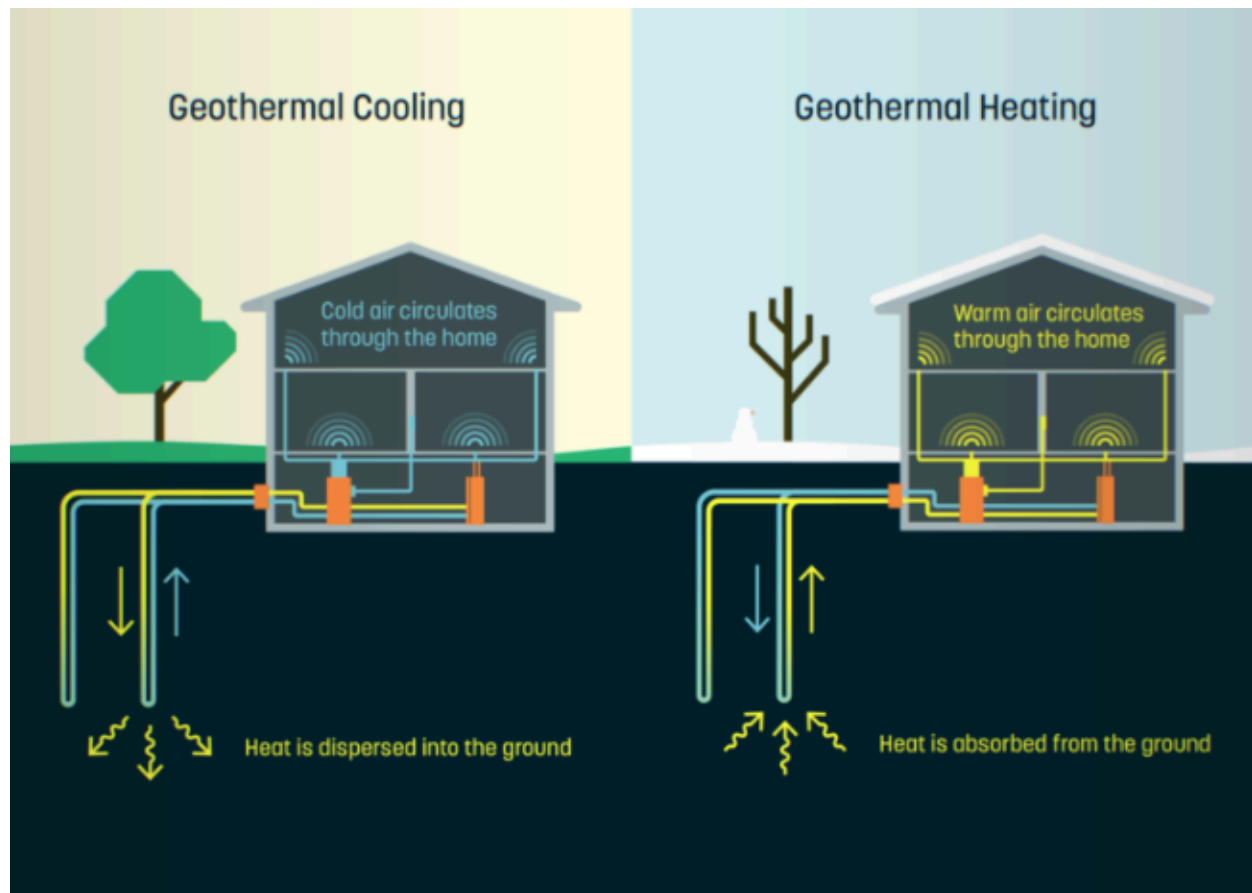 Geothermal Cooling
Geothermal Heating
Cold air circulates
through the home
Warm air circulates
through the home
Heat is dispersed into the ground
Heat is absorbed from the ground